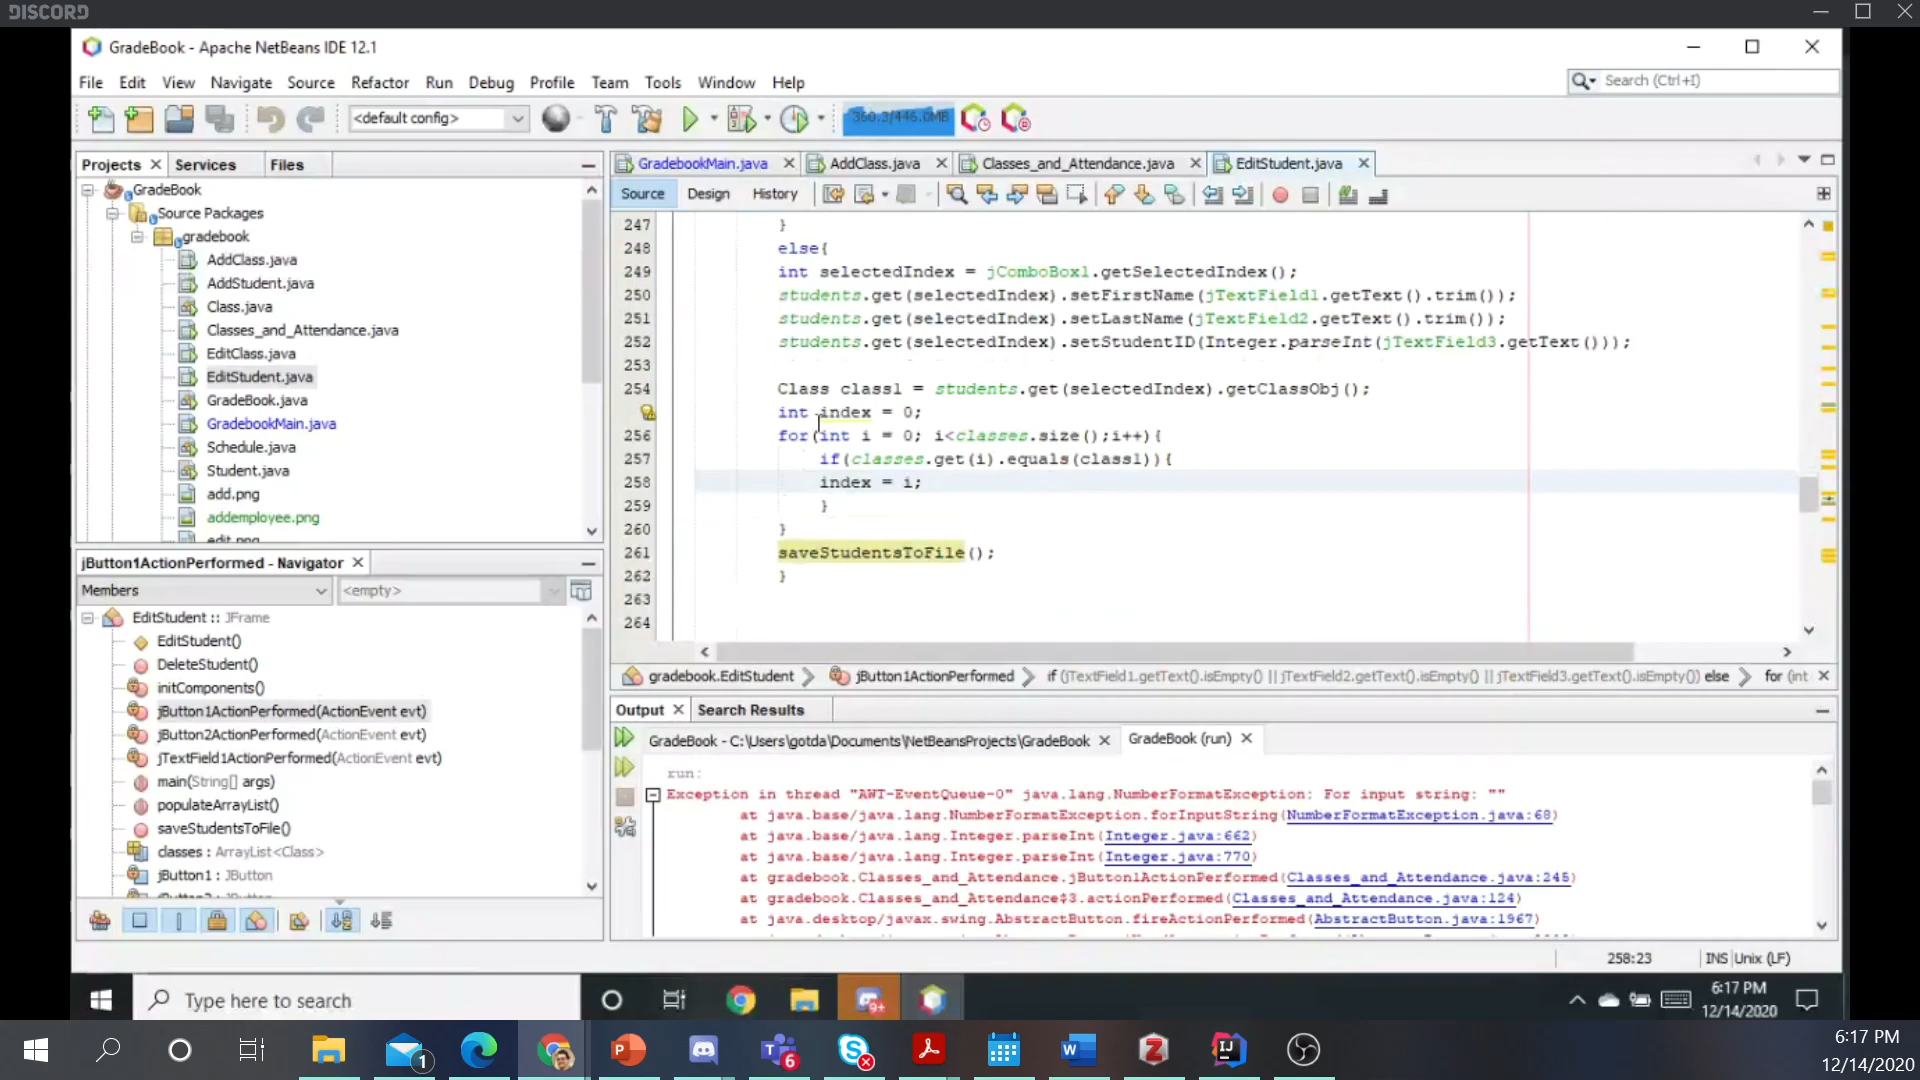 DISCORD
GradeBook - Apache NetBeans IDE 12.1
File Edit View Navigate Source Refactor Run Debug Profile Team Tools Window Help
Search (Ctrl+I)
<default config>
360.3/446.0MB
Projects
Services
Files
GradeBook
Source Packages
gradebook
AddClass.java
AddStudent.java
Class.java
Classes_and_Attendance.java
EditClass.java
EditStudent.java
GradeBook.java
GradebookMain.java
Schedule.java
Student.java
add.png
addemployee.png
edit.png
jButton1ActionPerformed - Navigator
Members
<empty>
EditStudent :: JFrame
EditStudent()
DeleteStudent()
initComponents()
jButton1ActionPerformed(ActionEvent evt)
jButton2ActionPerformed(ActionEvent evt)
jTextField1ActionPerformed(ActionEvent evt)
main(String[] args)
populateArrayList()
saveStudentsToFile()
classes : ArrayList<Class>
jButton1 : JButton
GradebookMain.java
AddClass.java
Classes_and_Attendance.java
EditStudent.java
Source Design History
247 }
248 else{
249 int selectedIndex = jComboBox1.getSelectedIndex();
250 students.get(selectedIndex).setFirstName(jTextField1.getText().trim());
251 students.get(selectedIndex).setLastName(jTextField2.getText().trim());
252 students.get(selectedIndex).setStudentID(Integer.parseInt(jTextField3.getText()));
253
254 Class class1 = students.get(selectedIndex).getClassObj();
int index = 0;
256 for(int i = 0; i<classes.size();i++){
257 if(classes.get(i).equals(class1)){
258 index = i;
259 }
260 }
261 saveStudentsToFile();
262 }
263
264
gradebook.EditStudent jButton1ActionPerformed if (jTextField1.getText().isEmpty() || jTextField2.getText().isEmpty() || jTextField3.getText().isEmpty()) else for (int
Output
Search Results
GradeBook - C:\Users\gotda\Documents\NetBeansProjects\GradeBook
GradeBook (run)
run:
Exception in thread "AWT-EventQueue-0" java.lang.NumberFormatException: For input string: ""
at java.base/java.lang.NumberFormatException.forInputString(NumberFormatException.java:68)
at java.base/java.lang.Integer.parseInt(Integer.java:662)
at java.base/java.lang.Integer.parseInt(Integer.java:770)
at gradebook.Classes_and_Attendance.jButton1ActionPerformed(Classes_and_Attendance.java:245)
at gradebook.Classes_and_Attendance$3.actionPerformed(Classes_and_Attendance.java:124)
at java.desktop/javax.swing.AbstractButton.fireActionPerformed(AbstractButton.java:1967)
258:23
INS
Unix (LF)
Type here to search
9+
6:17 PM
12/14/2020
1
6
6:17 PM
12/14/2020